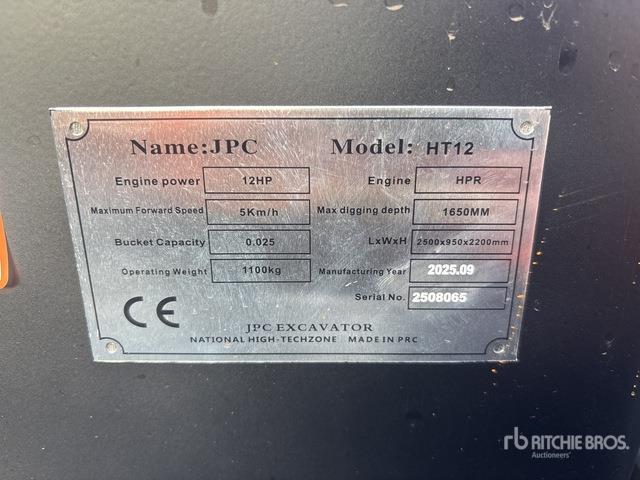 Name:JPC Model: HT12
Engine power 12HP Engine HPR
Maximum Forward Speed 5Km/h Max digging depth 1650MM
Bucket Capacity 0.025 LxWxH 2500x950x2200mm
Operating Weight 1100kg Manufacturing Year 2025.09
Serial No. 2508065
CE
JPC EXCAVATOR
NATIONAL HIGH-TECHZONE MADE IN PRC
rb RITCHIE BROS.
Auctioneers